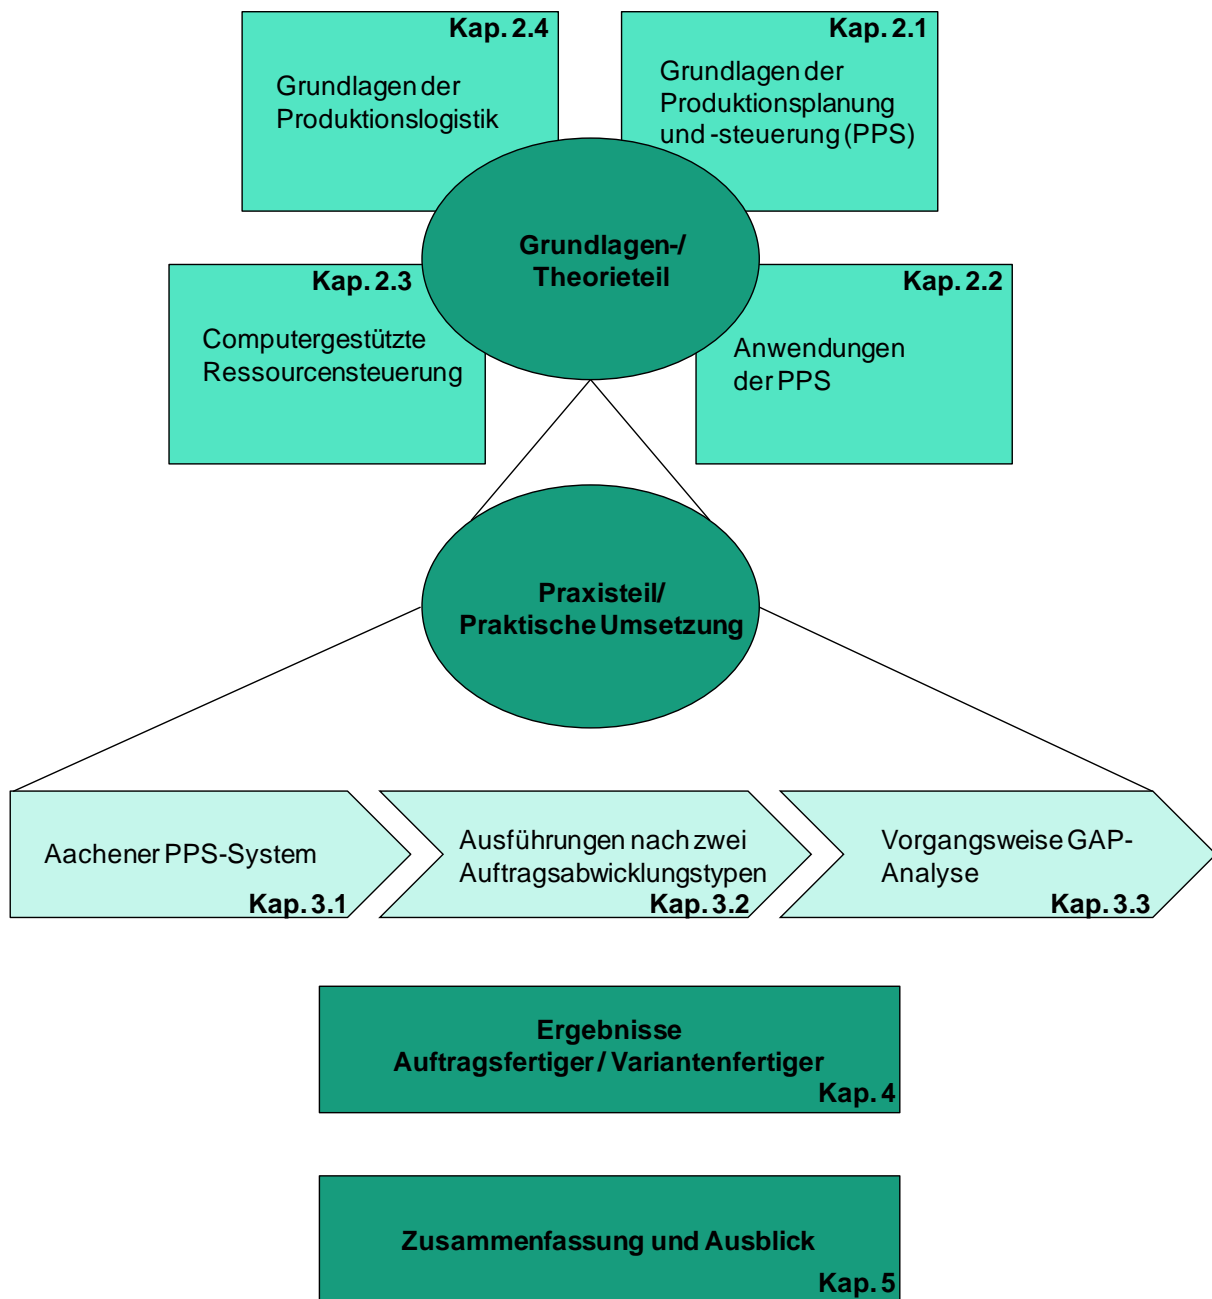 Kap. 2.4
Grundlagen der
Produktionslogistik
Kap. 2.1
Grundlagen der
Produktionsplanung
und -steuerung (PPS)
Grundlagen-/
Theorieteil
Kap. 2.3
Computergestützte
Ressourcensteuerung
Kap. 2.2
Anwendungen
der PPS
Praxisteil/
Praktische Umsetzung
Aachener PPS-System
Kap. 3.1
Ausführungen nach zwei
Auftragsabwicklungstypen
Kap. 3.2
Vorgangsweise GAP-
Analyse
Kap. 3.3
Ergebnisse
Auftragsfertiger / Variantenfertiger
Kap. 4
Zusammenfassung und Ausblick
Kap. 5